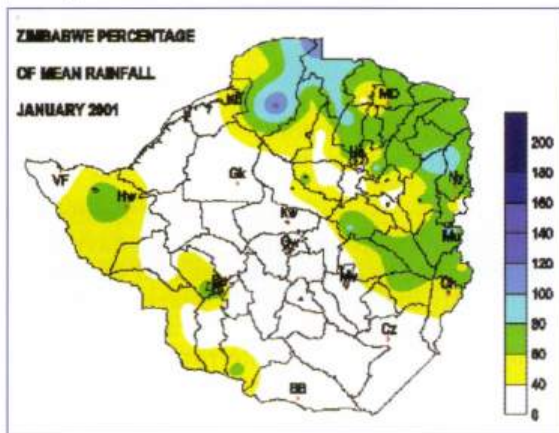 ZIMBABWE PERCENTAGE
OF MEAN RAINFALL
JANUARY 2001
KB
MD
VF
Hw
Gk
Kw
Gw
Ny
Mu
Ch
Cz
BB
200
180
160
140
120
100
80
60
40
0